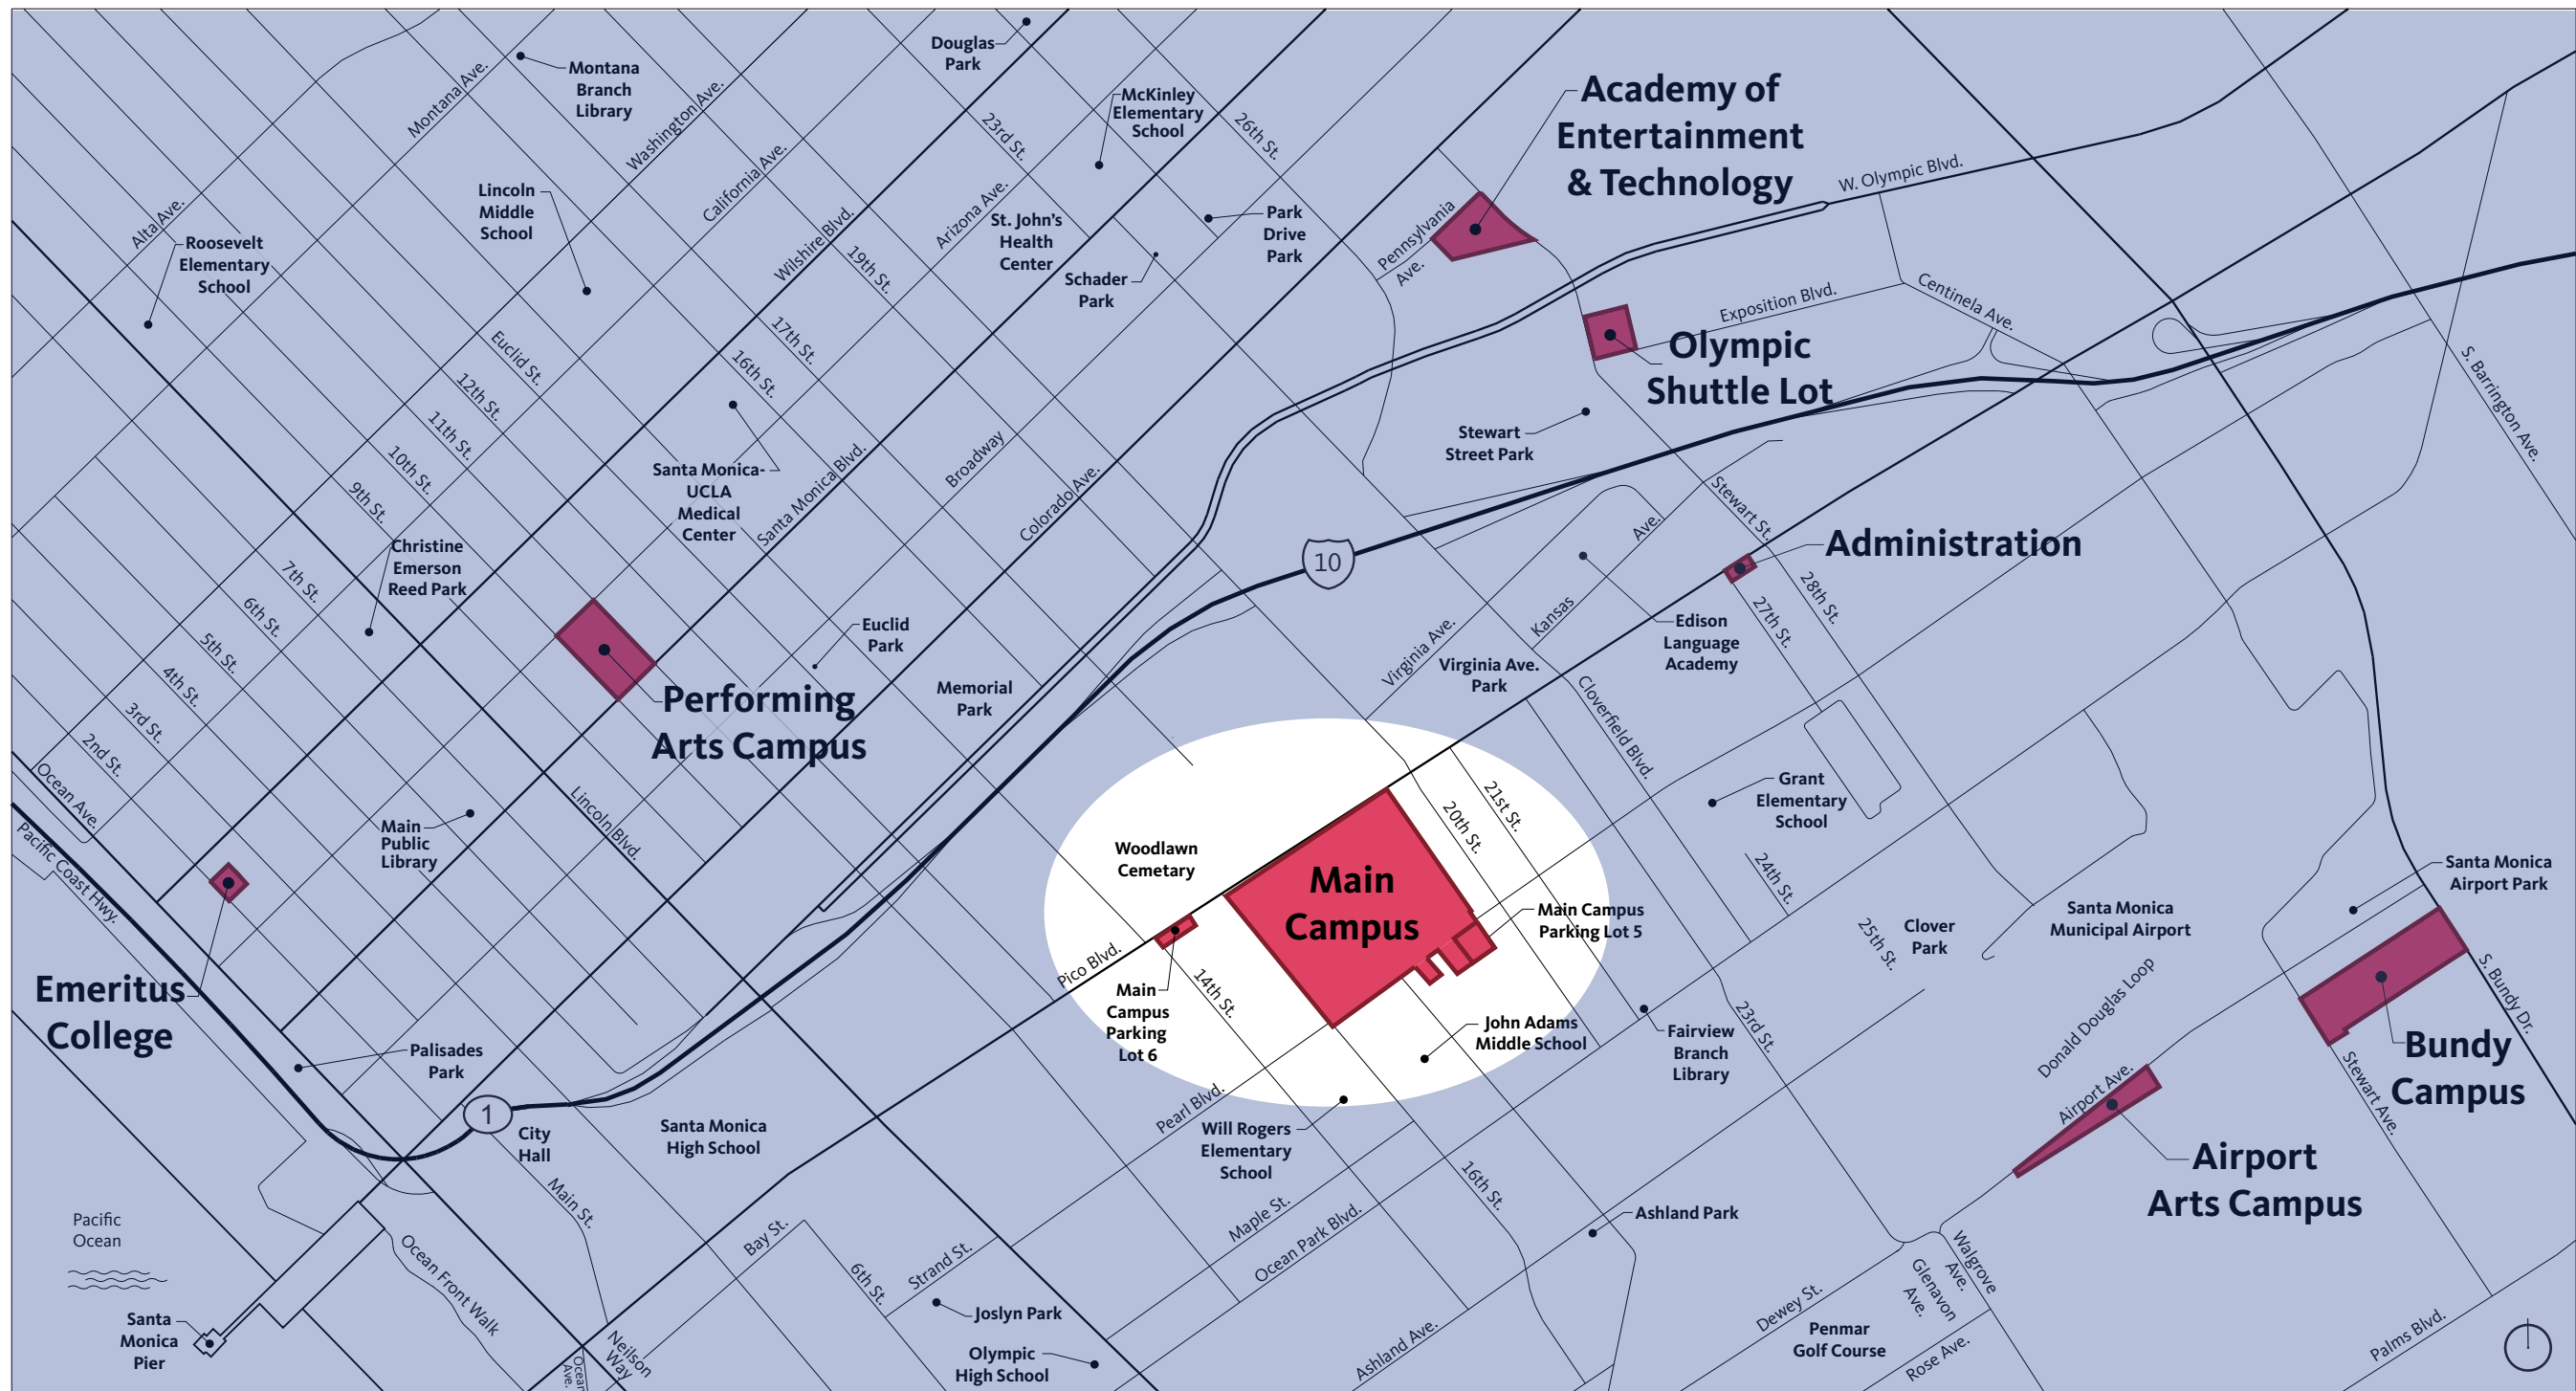 Douglas
Park
Montana
Branch
Library
Montana Ave.
Washington Ave.
McKinley
Elementary
School
23rd St.
26th St.
Academy of
Entertainment
& Technology
W. Olympic Blvd.
Alta Ave.
Roosevelt
Elementary
School
Lincoln
Middle
School
California Ave.
Wilshire Blvd.
Arizona Ave.
19th St.
St. John's
Health
Center
Schader
Park
Park
Drive
Park
Pennsylvania
Ave.
Exposition Blvd.
Centinela Ave.
Olympic
Shuttle Lot
S. Barrington Ave.
Euclid St.
12th St.
11th St.
10th St.
9th St.
17th St.
16th St.
Santa Monica-
UCLA
Medical
Center
Santa Monica Blvd.
Broadway
Colorado Ave.
Stewart
Street Park
Stewart St.
10
Administration
Christine
Emerson
Reed Park
7th St.
6th St.
5th St.
4th St.
3rd St.
2nd St.
Ocean Ave.
Pacific Coast Hwy.
Performing
Arts Campus
Euclid
Park
Memorial
Park
Virginia Ave.
Kansas
Ave.
Virginia Ave.
Park
Edison
Language
Academy
27th St.
28th St.
Cloverfield Blvd.
Lincoln Blvd.
Main
Public
Library
Emeritus
College
Woodlawn
Cemetary
Main
Campus
20th St.
21st St.
Main Campus
Parking Lot 5
Grant
Elementary
School
24th St.
25th St.
Clover
Park
Santa Monica
Municipal Airport
Santa Monica
Airport Park
Pico Blvd.
Main
Campus
Parking
Lot 6
14th St.
John Adams
Middle School
Fairview
Branch
Library
23rd St.
Donald Douglas Loop
Airport Ave.
S. Bundy Dr.
Bundy
Campus
Stewart Ave.
Airport
Arts Campus
Palisades
Park
1
City
Hall
Santa Monica
High School
Pearl Blvd.
Will Rogers
Elementary
School
16th St.
Maple St.
Ocean Park Blvd.
Ashland Park
Main St.
Bay St.
6th St.
Strand St.
Pacific
Ocean
Ocean Front Walk
Santa
Monica
Pier
Neilson
Way
Ocean
Ave.
Joslyn Park
Olympic
High School
Ashland Ave.
Dewey St.
Penmar
Golf Course
Glenavon
Ave.
Walgrove
Ave.
Rose Ave.
Palms Blvd.